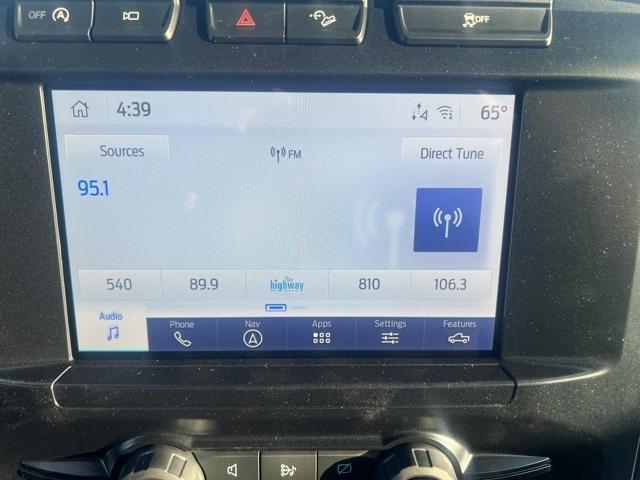 OFF
OFF
4:39
65°
Sources
FM
Direct Tune
95.1
540
89.9
the highway
810
106.3
Audio
Phone
Nav
Apps
Settings
Features